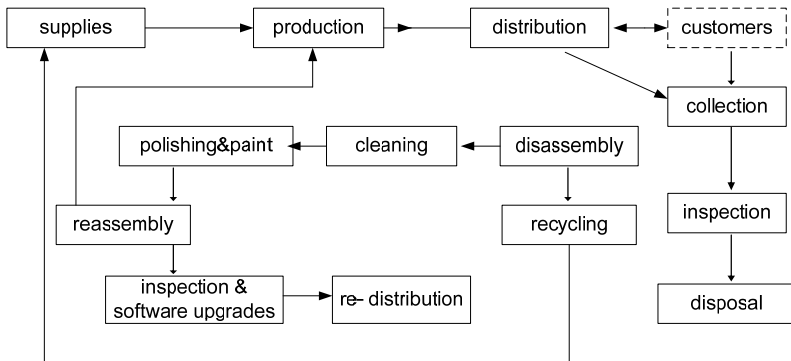 supplies
production
distribution
customers
collection
polishing&paint
cleaning
disassembly
reassembly
recycling
inspection
inspection &
software upgrades
re-distribution
disposal